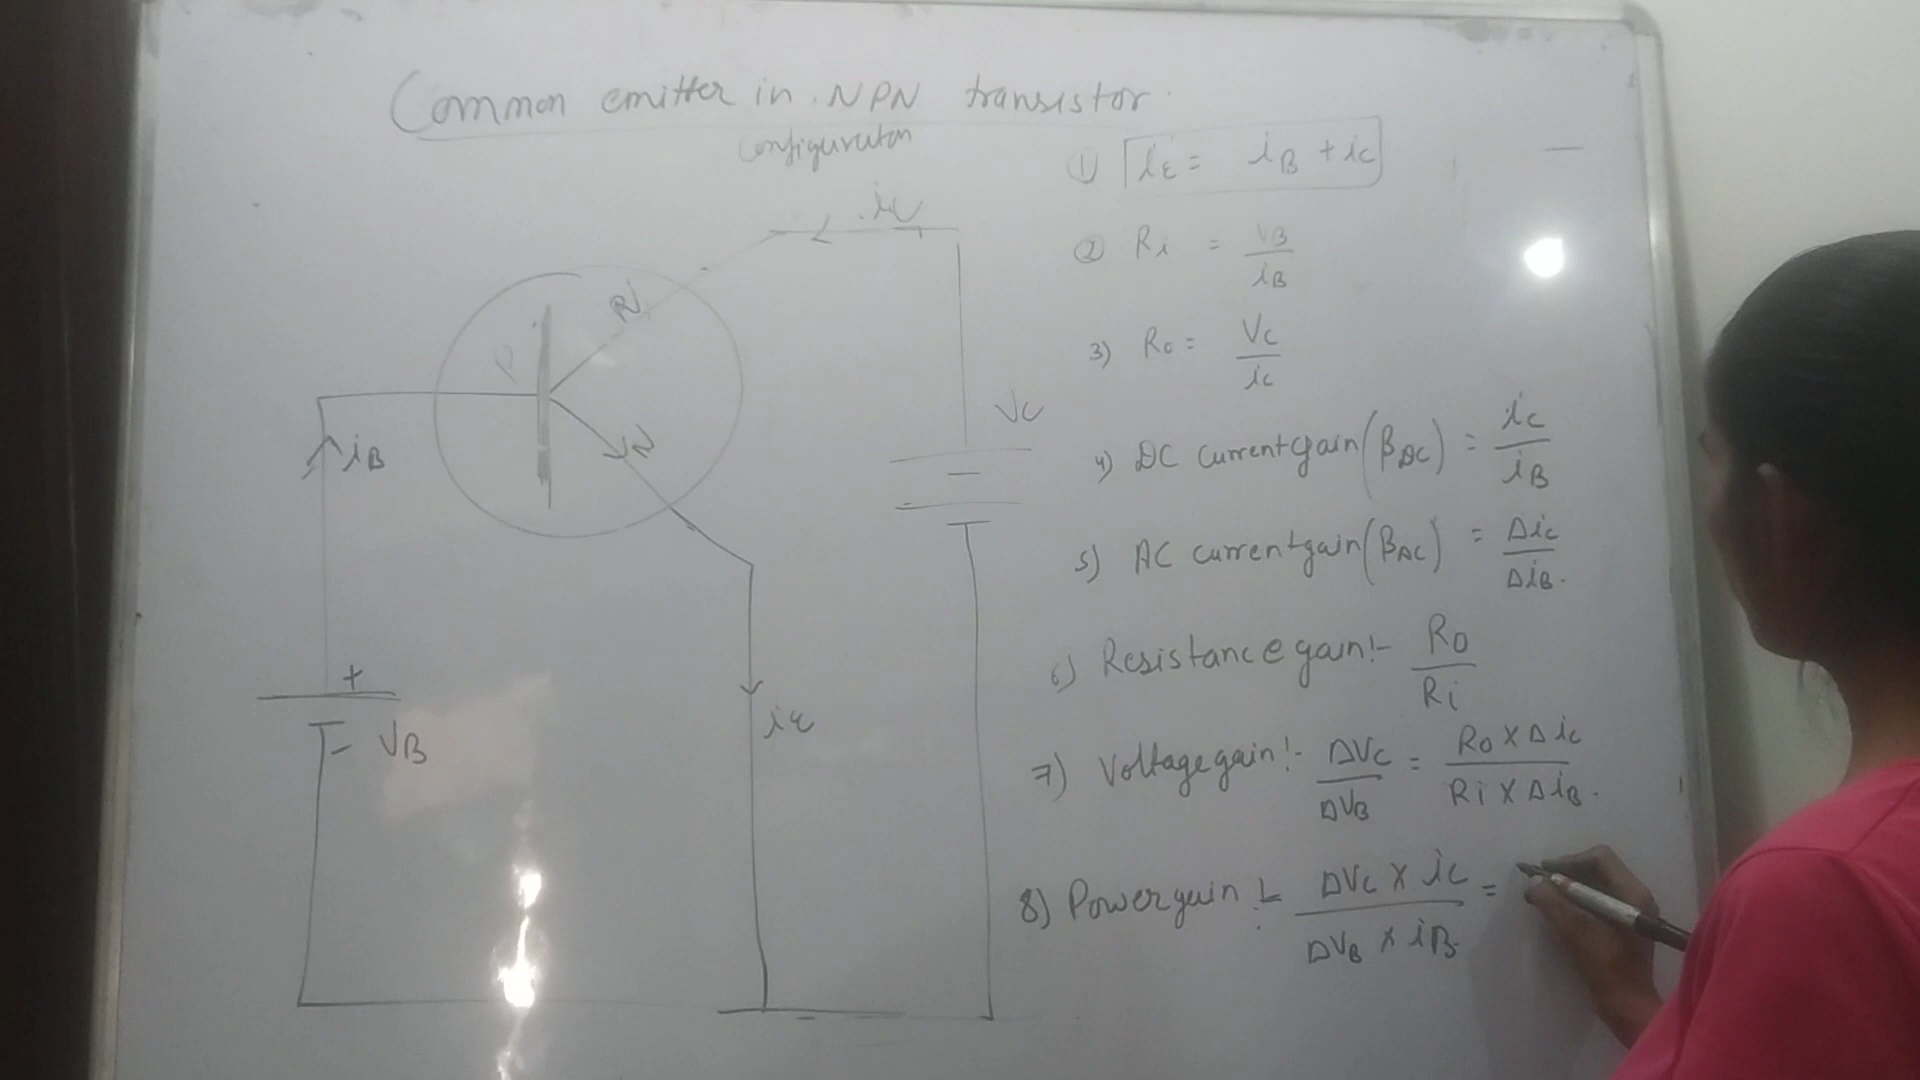 Common emitter in NPN transistor
Configuration
① iE = iB + ic
② Ri = VB / iB
3) Ro = Vc / ic
4) DC current gain (βDC) = ic / iB
5) AC current gain (βAC) = Δic / ΔiB.
6) Resistance gain:- Ro / Ri
7) Voltage gain:- ΔVc / ΔVB = Ro X Δic / Ri X ΔiB.
8) Power gain :- ΔVc X ic / ΔVB X iB. =
ic
P
N
N
iB
Vc
+
- VB
iE